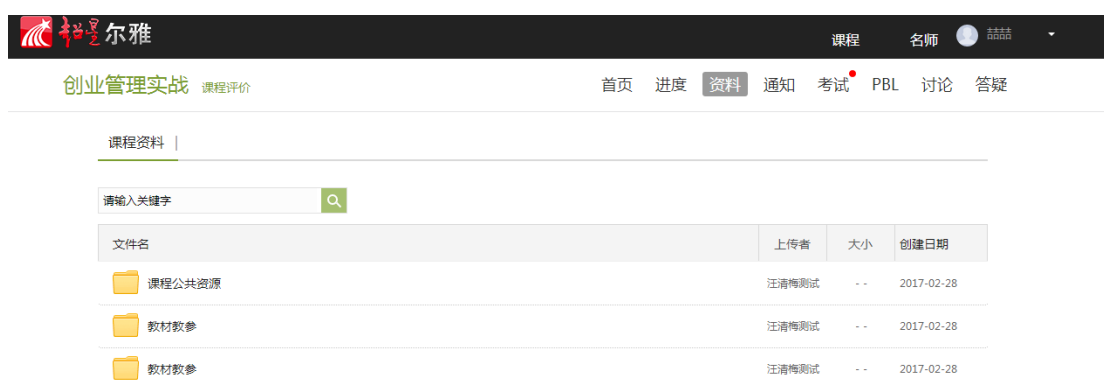 超星尔雅
课程 名师 喆喆
创业管理实战 课程评价
首页 进度 资料 通知 考试 PBL 讨论 答疑
课程资料 |
请输入关键字
文件名 上传者 大小 创建日期
课程公共资源 汪清梅测试 - - 2017-02-28
教材教参 汪清梅测试 - - 2017-02-28
教材教参 汪清梅测试 - - 2017-02-28